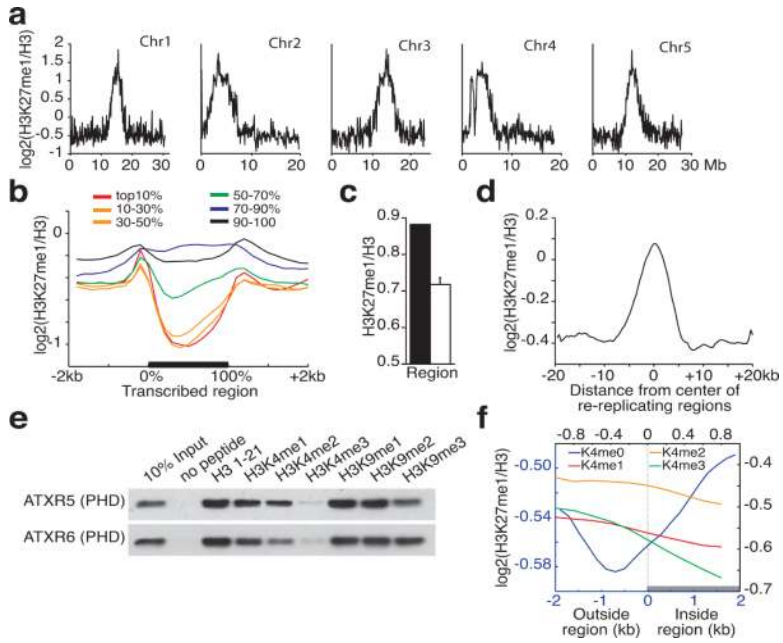 a
Chr1 Chr2 Chr3 Chr4 Chr5
log2(H3K27me1/H3)
2
1.5
1
0.5
0
-0.5
-1
0 10 20 30 0 10 20 0 10 20 0 10 20 0 10 20 30 Mb
b
top10%
10-30%
30-50%
50-70%
70-90%
90-100
log2(H3K27me1/H3)
0
-1
-2kb 0% 100% +2kb
Transcribed region
c
H3K27me1/H3
0.9
0.8
0.7
0.6
0.5
Region
d
log2(H3K27me1/H3)
0.2
0
-0.2
-0.4
-20 -10 0 +10 +20kb
Distance from center of
re-replicating regions
e
10% Input
no peptide
H3 1-21
H3K4me1
H3K4me2
H3K4me3
H3K9me1
H3K9me2
H3K9me3
ATXR5 (PHD)
ATXR6 (PHD)
f
-0.8 -0.4 0 0.4 0.8
K4me0 K4me2
K4me1 K4me3
log2(H3K27me1/H3)
-0.50
-0.54
-0.58
-0.4
-0.5
-0.6
-0.7
-2 -1 0 1 2
Outside Inside
region (kb) region (kb)